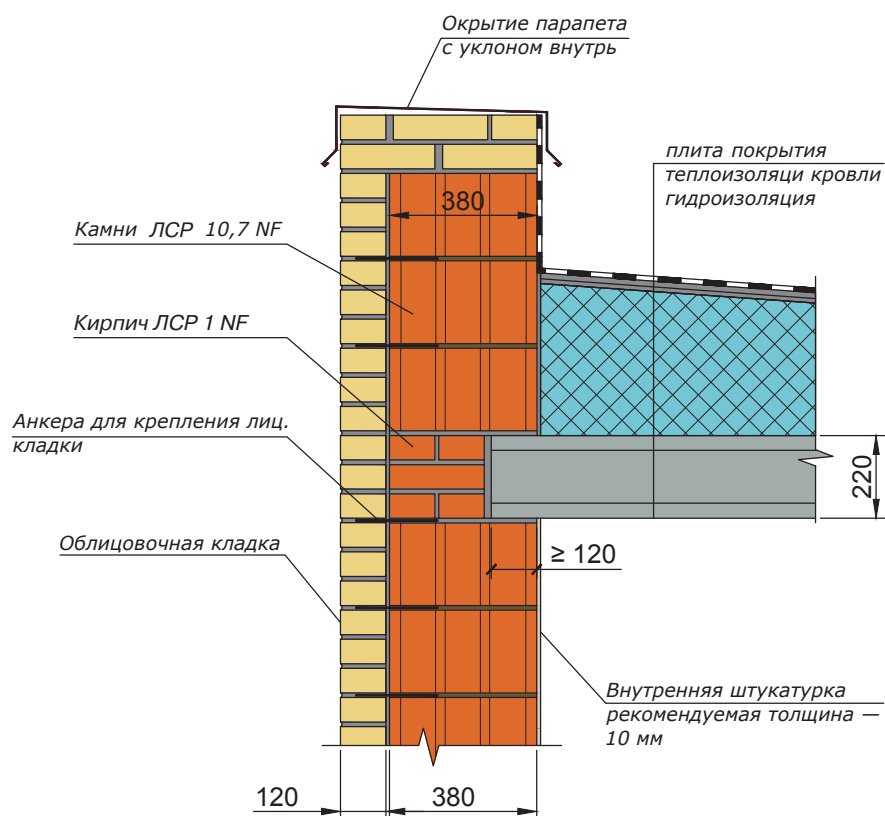 Окрытие парапета
с уклоном внутрь
плита покрытия
теплоизоляци кровли
гидроизоляция
380
Камни ЛСР 10,7 NF
Кирпич ЛСР 1 NF
Анкера для крепления лиц.
кладки
220
Облицовочная кладка
≥ 120
Внутренняя штукатурка
рекомендуемая толщина —
10 мм
120
380